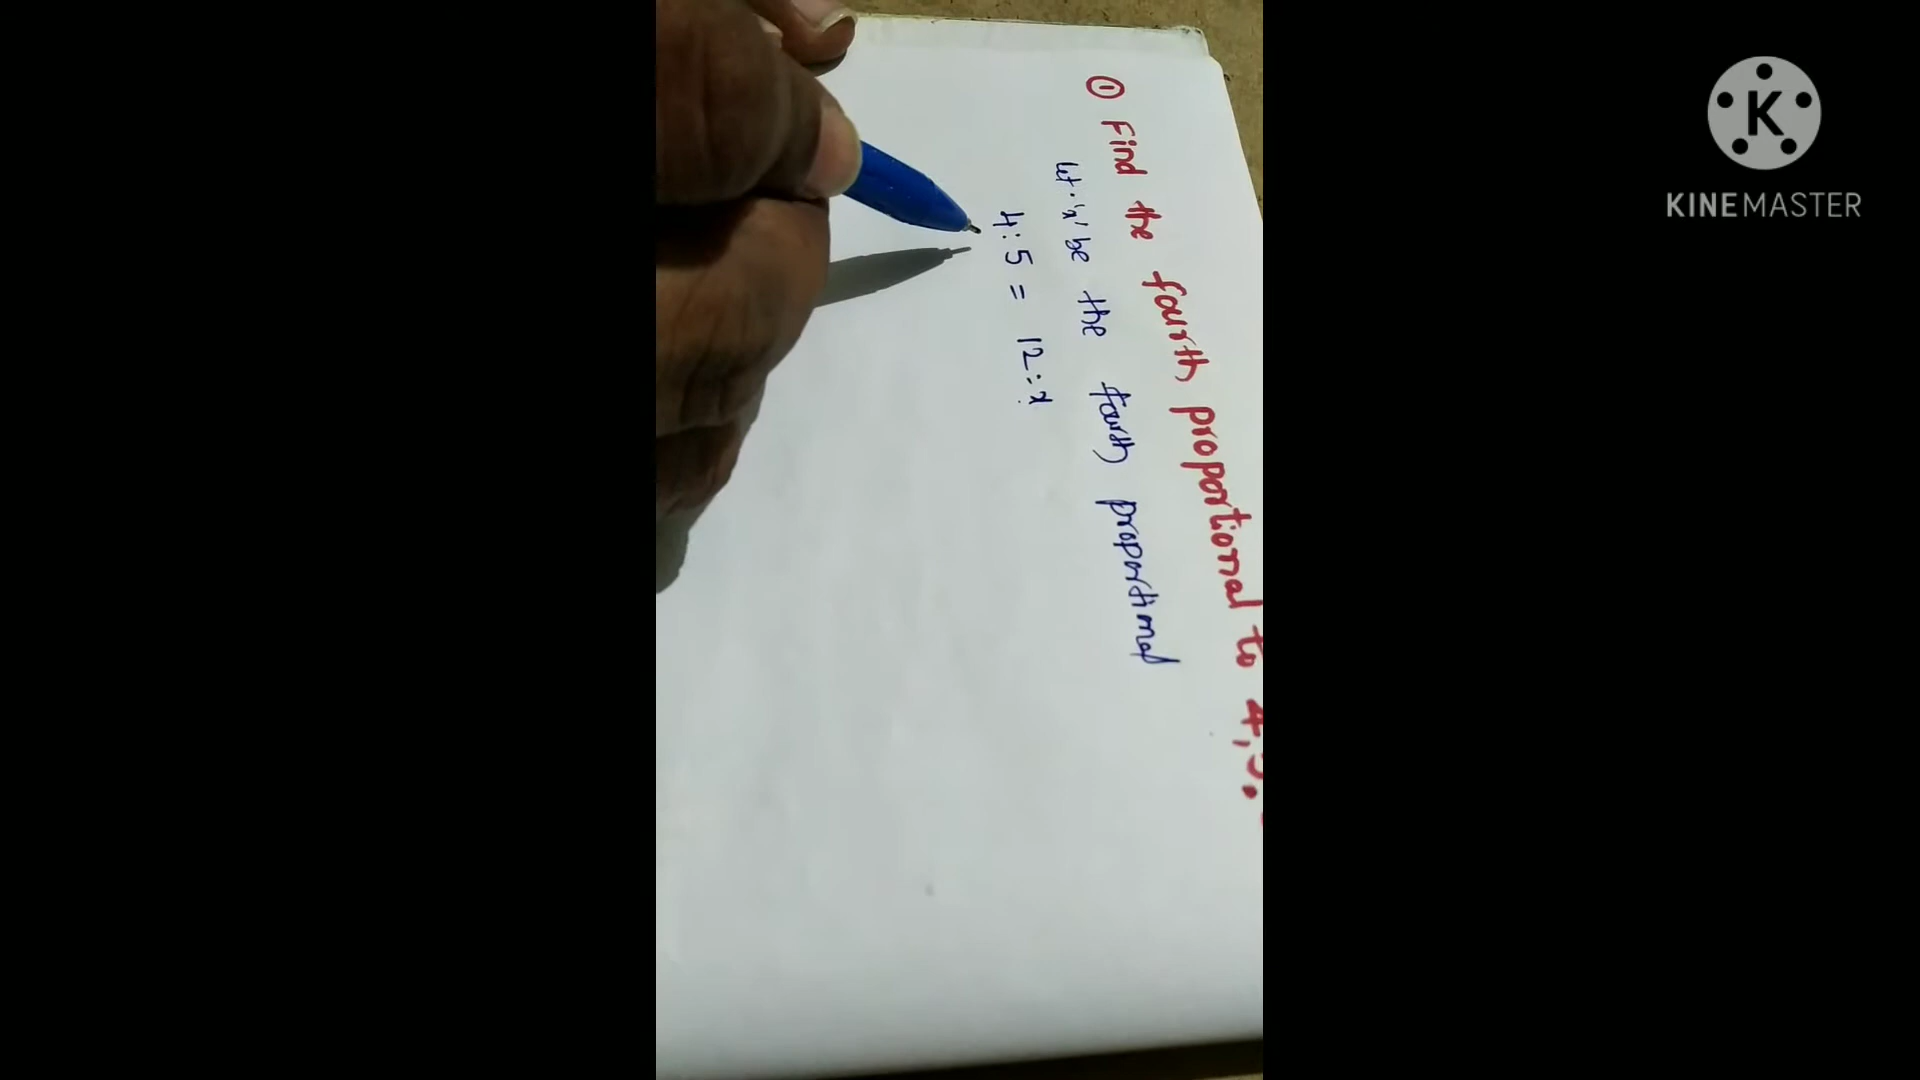 ① Find the fourth proportional to 4,
Let 'x' be the fourth proportional
4:5 = 12:x
K
KINEMASTER